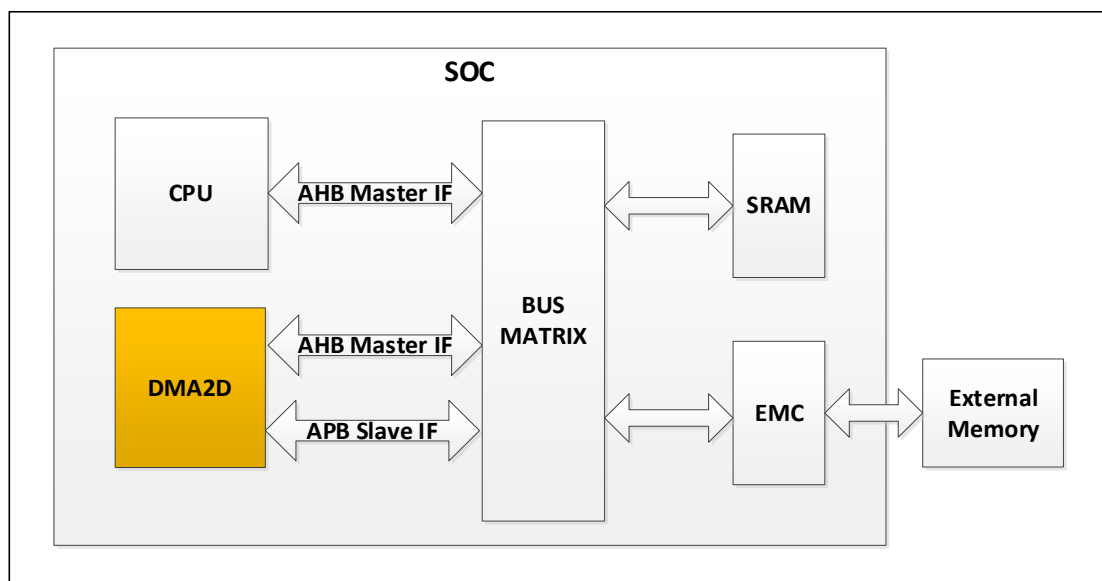 SOC
CPU
AHB Master IF
BUS
MATRIX
SRAM
DMA2D
AHB Master IF
APB Slave IF
EMC
External
Memory